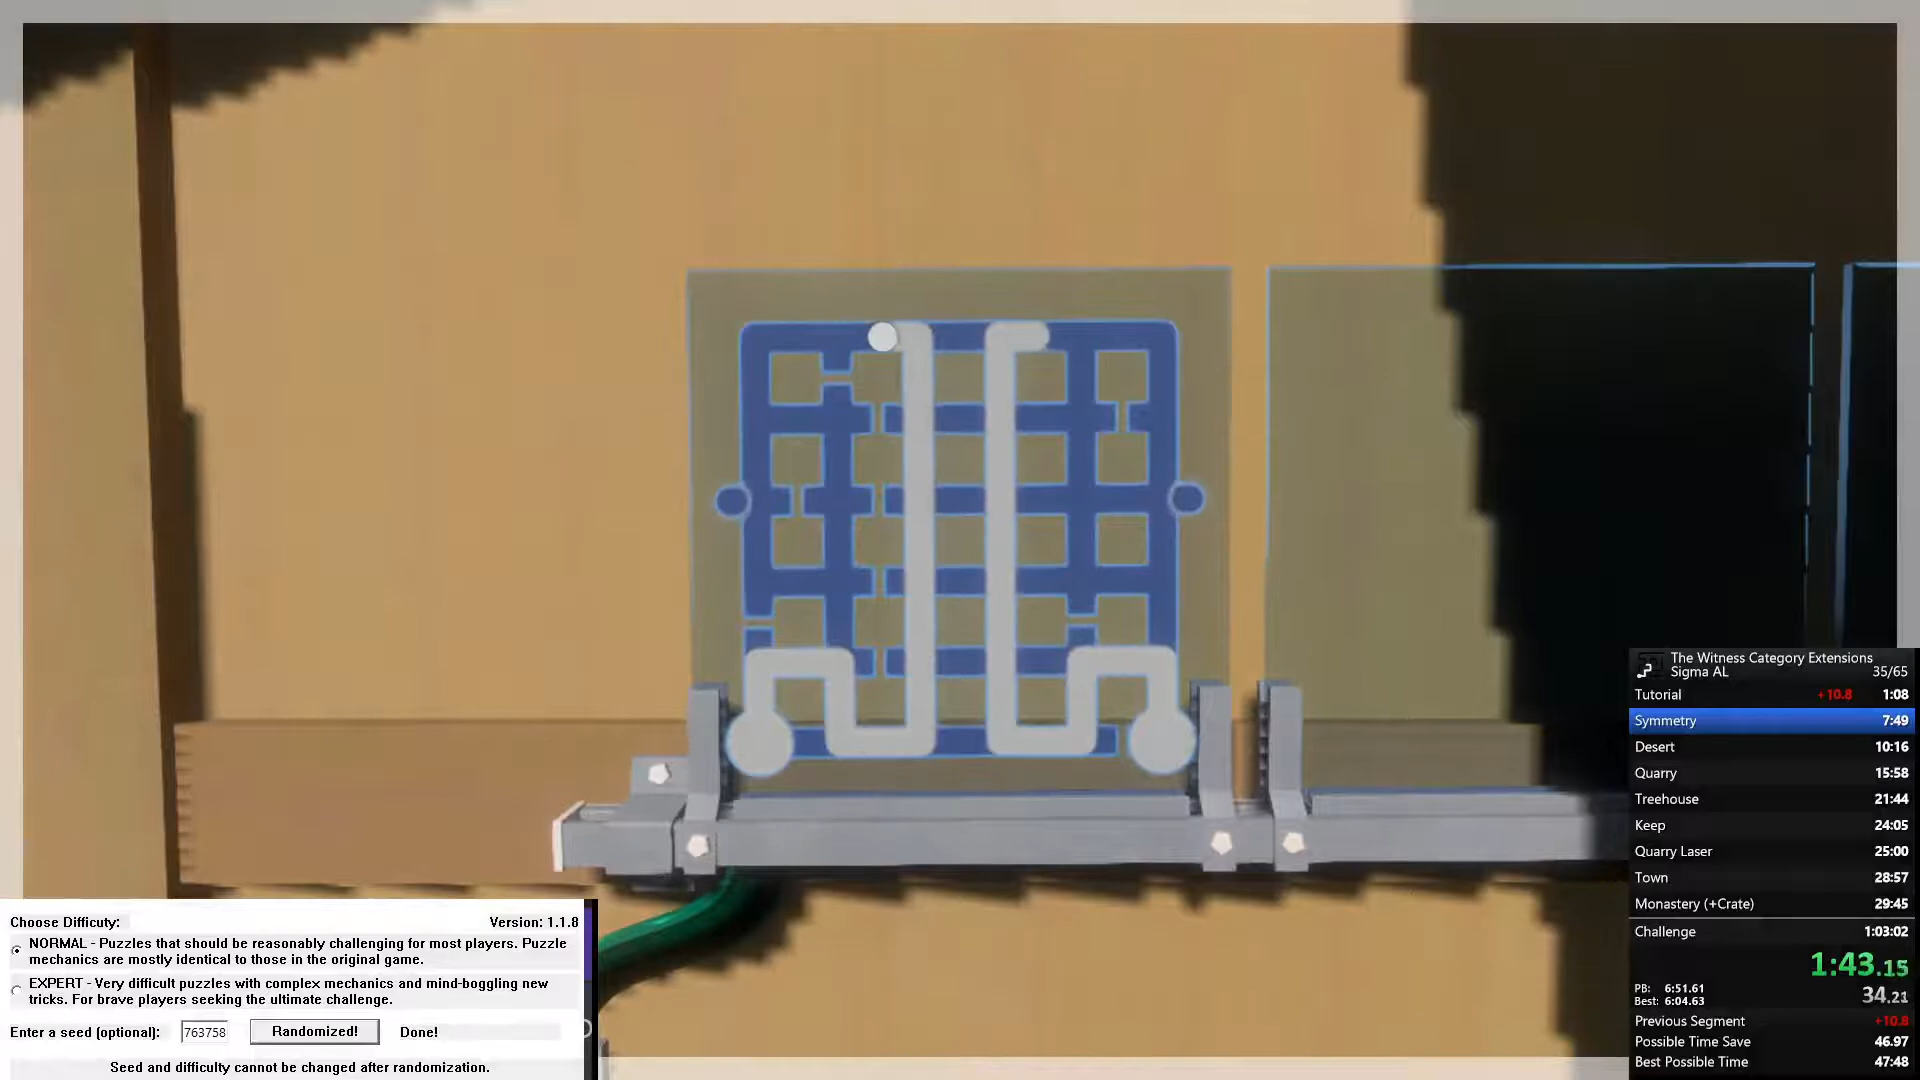 The Witness Category Extensions
Sigma AL 35/65
Tutorial +10.8 1:08
Symmetry 7:49
Desert 10:16
Quarry 15:58
Treehouse 21:44
Keep 24:05
Quarry Laser 25:00
Town 28:57
Monastery (+Crate) 29:45
Challenge 1:03:02
1:43.15
PB: 6:51.61
Best: 6:04.63
34.21
Previous Segment +10.8
Possible Time Save 46.97
Best Possible Time 47:48
Choose Difficuty: Version: 1.1.8
NORMAL - Puzzles that should be reasonably challenging for most players. Puzzle
mechanics are mostly identical to those in the original game.
EXPERT - Very difficult puzzles with complex mechanics and mind-boggling new
tricks. For brave players seeking the ultimate challenge.
Enter a seed (optional): 763758 Randomized! Done!
Seed and difficulty cannot be changed after randomization.